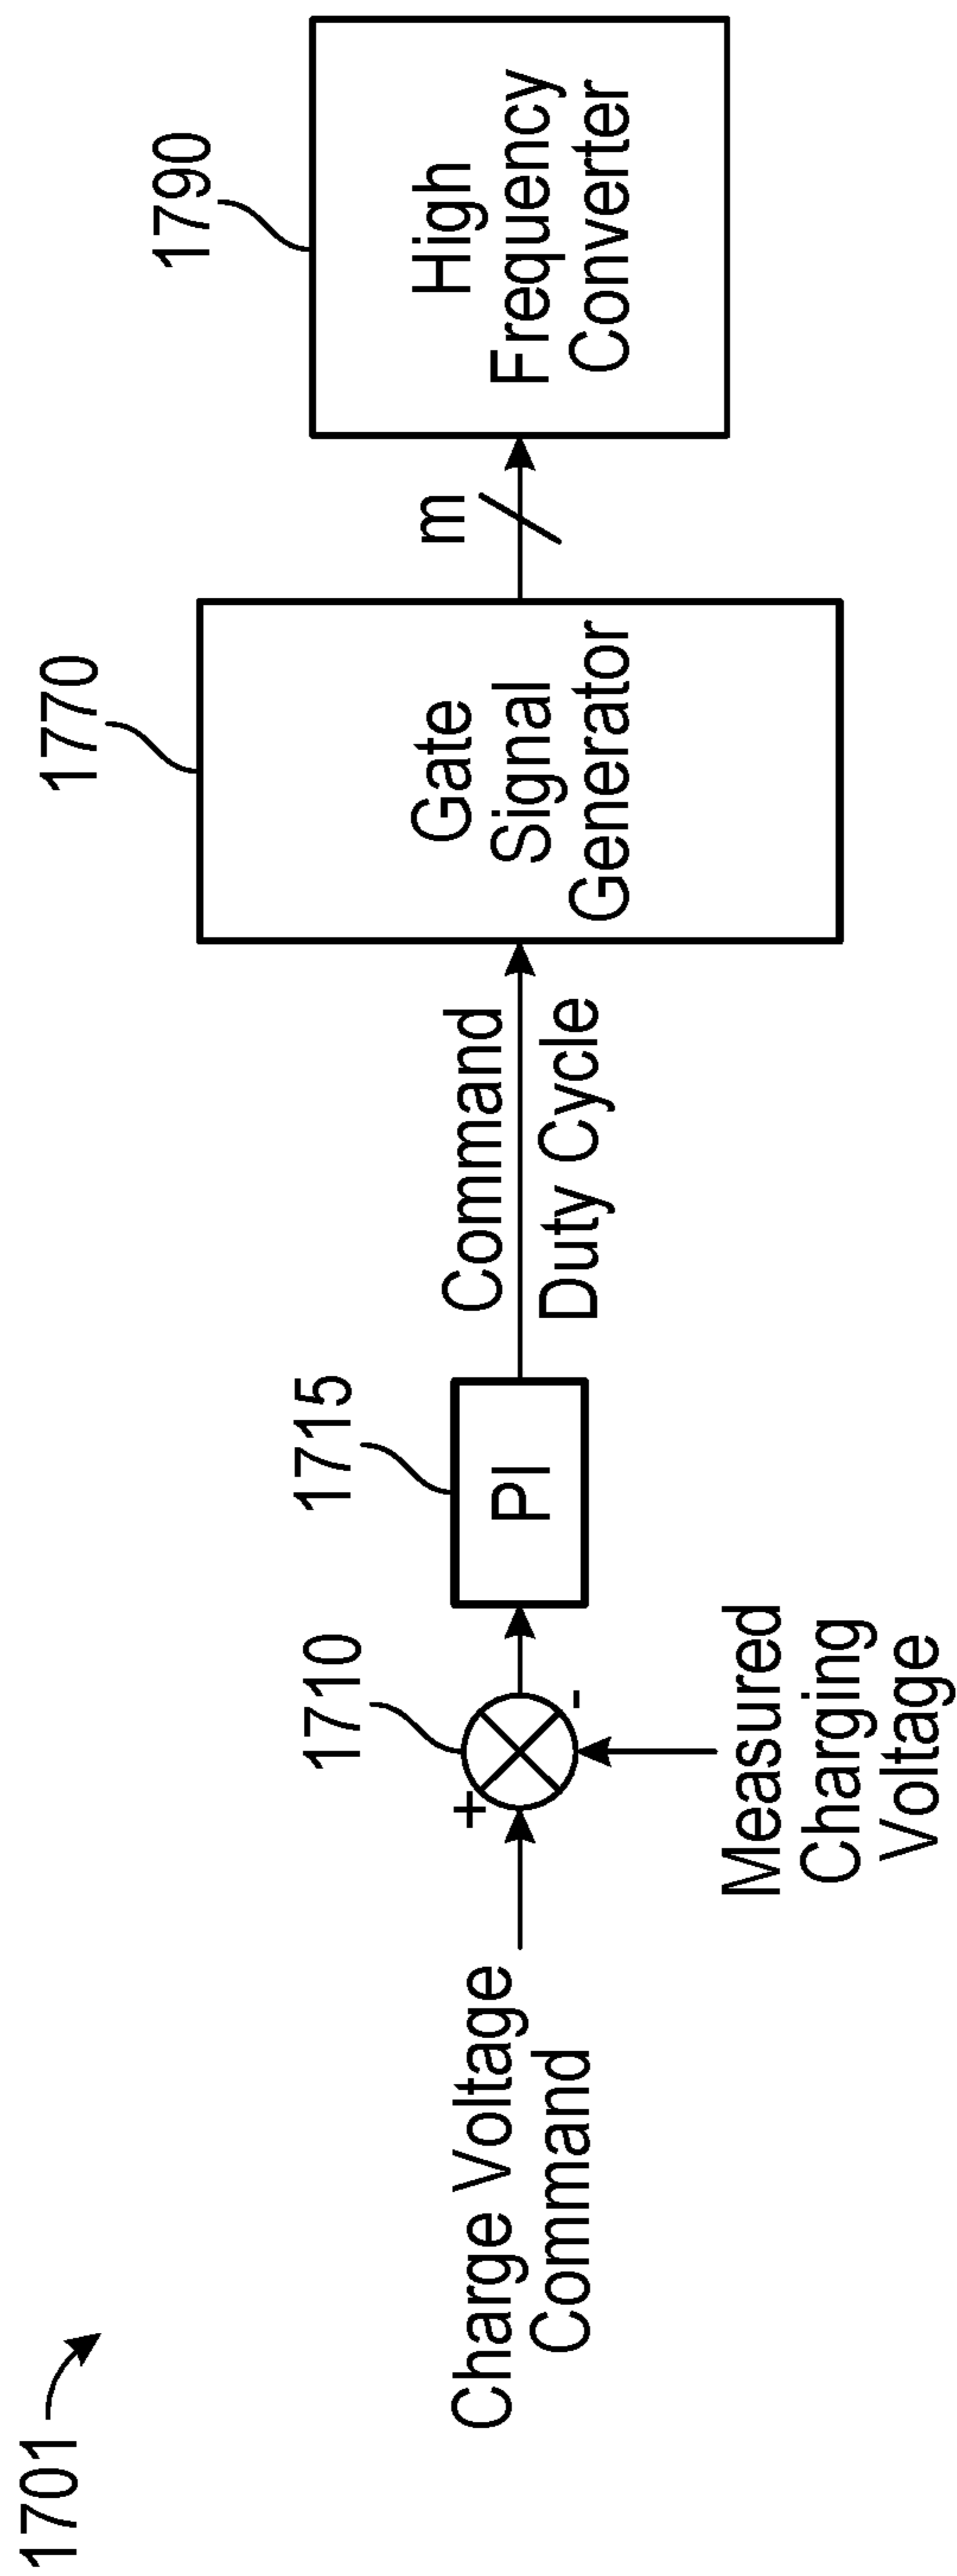 1701
Charge Voltage
Command
+
-
1710
Measured
Charging
Voltage
1715
PI
Command
Duty Cycle
1770
Gate
Signal
Generator
m
1790
High
Frequency
Converter